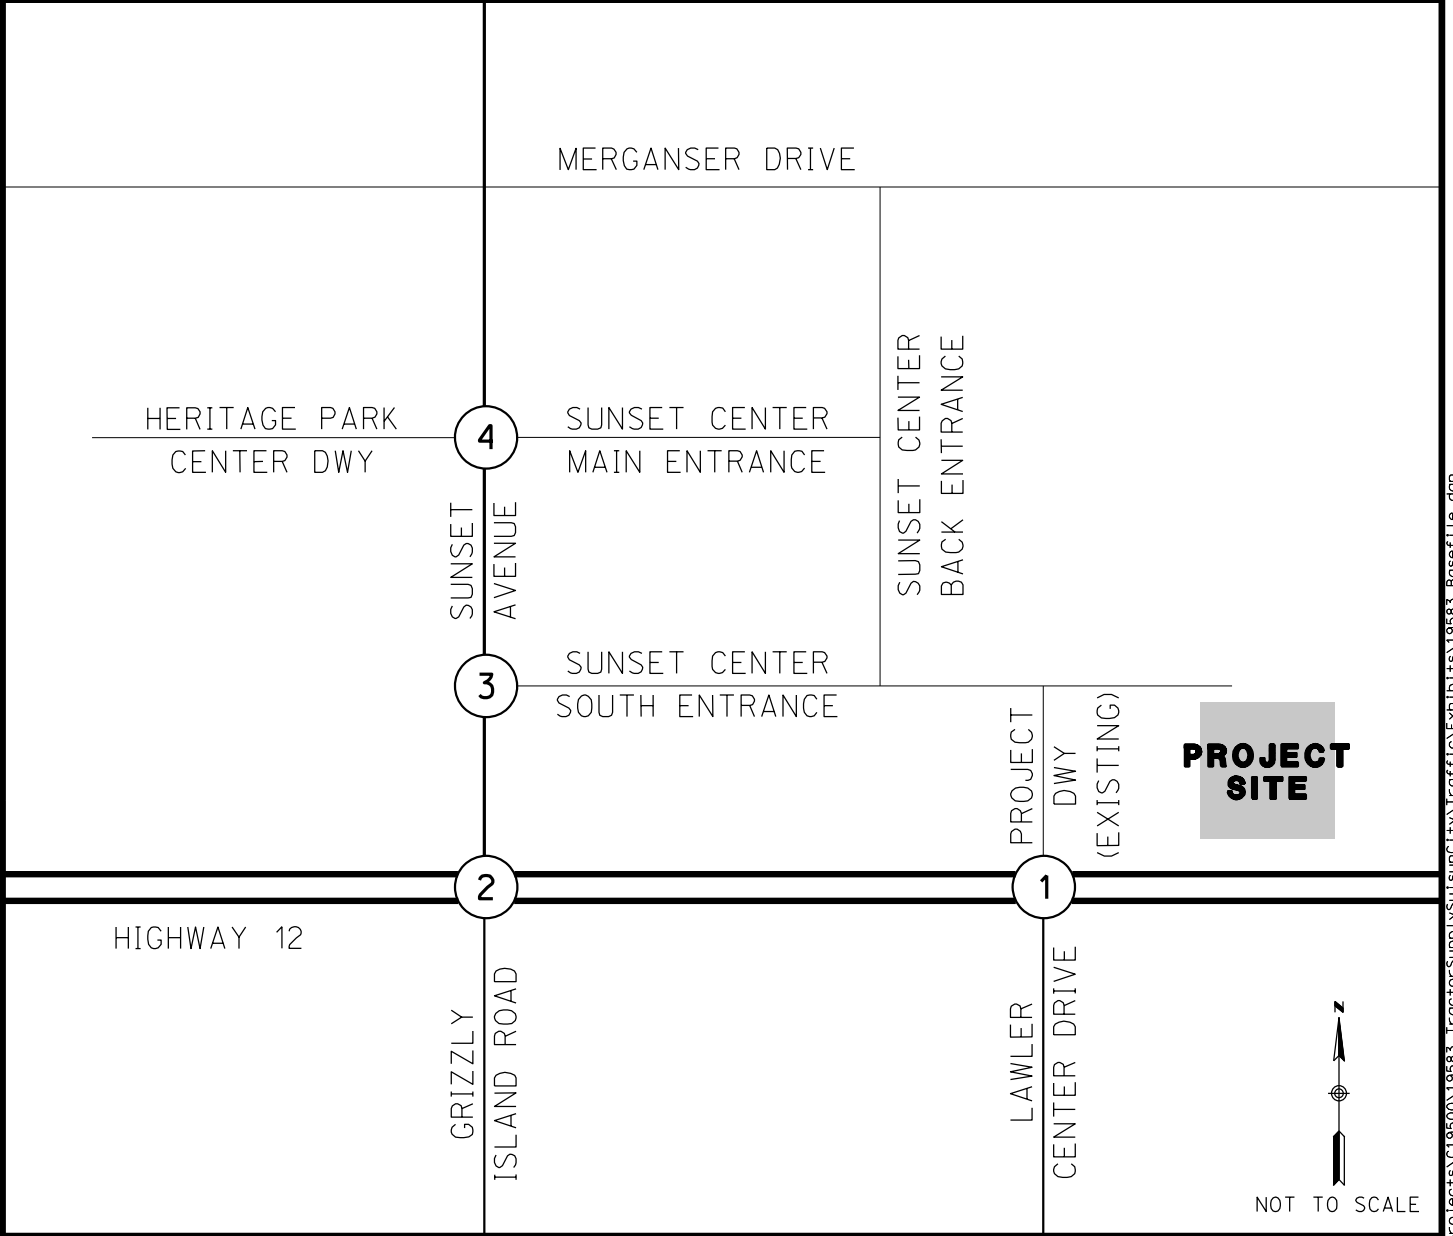 MERGANSER DRIVE
HERITAGE PARK
CENTER DWY
4
SUNSET CENTER
MAIN ENTRANCE
SUNSET CENTER
BACK ENTRANCE
SUNSET
AVENUE
3
SUNSET CENTER
SOUTH ENTRANCE
PROJECT
DWY
(EXISTING)
PROJECT
SITE
2
1
HIGHWAY 12
GRIZZLY
ISLAND ROAD
LAWLER
CENTER DRIVE
N
NOT TO SCALE